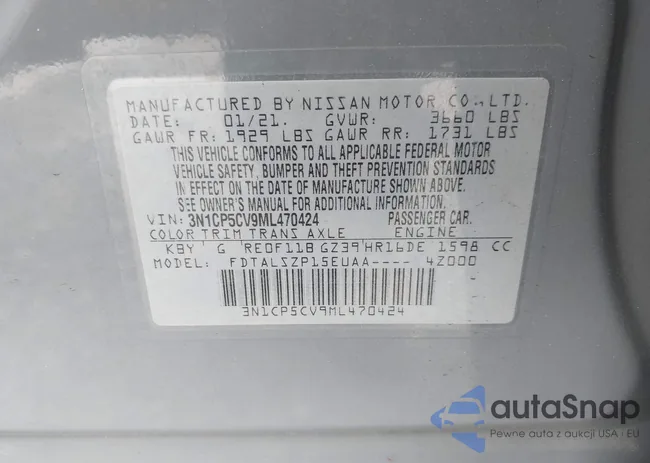 MANUFACTURED BY NISSAN MOTOR CO., LTD.
DATE: 01/21. GVWR: 3660 LBS
GAWR FR: 1929 LBS GAWR RR: 1731 LBS
THIS VEHICLE CONFORMS TO ALL APPLICABLE FEDERAL MOTOR
VEHICLE SAFETY, BUMPER AND THEFT PREVENTION STANDARDS
IN EFFECT ON THE DATE OF MANUFACTURE SHOWN ABOVE.
SEE OWNER'S MANUAL FOR ADDITIONAL INFORMATION.
VIN: 3N1CP5CV9ML470424 PASSENGER CAR.
COLOR TRIM TRANS AXLE ENGINE
KBY G RE0F11B GZ39 HR16DE 1598 CC
MODEL: FDTALSZP15EUAA---- 4Z000
3N1CP5CV9ML470424
autaSnap
Pewne auta z aukcji USA · EU